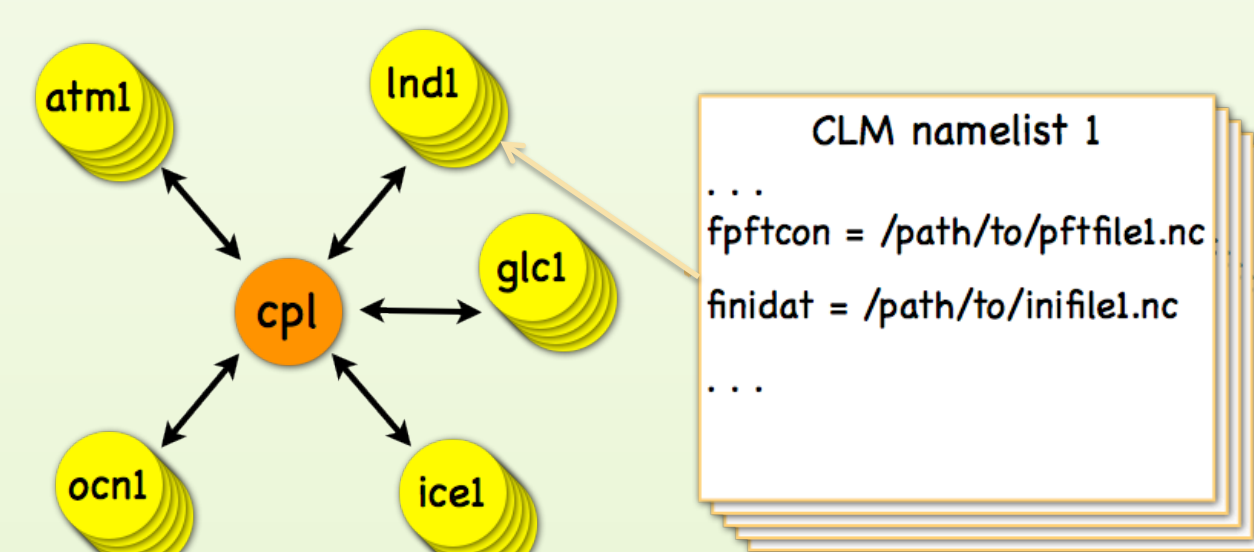 atm1
lnd1
glc1
cpl
ocn1
ice1
CLM namelist 1
. . .
fpftcon = /path/to/pftfile1.nc
finidat = /path/to/inifile1.nc
. . .